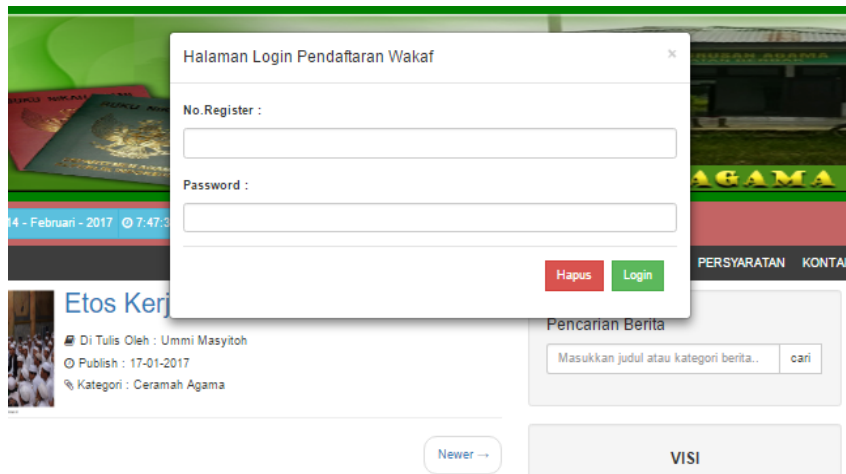 Halaman Login Pendaftaran Wakaf
×
No.Register :
Password :
Hapus
Login
AGAMA
14 - Februari - 2017
7:47:3
PERSYARATAN
KONTA
Etos Kerj
Di Tulis Oleh : Ummi Masyitoh
Publish : 17-01-2017
Kategori : Ceramah Agama
Pencarian Berita
Masukkan judul atau kategori berita..
cari
Newer →
VISI